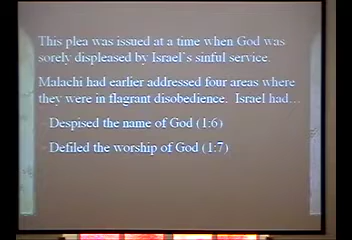 This plea was issued at a time when God was
sorely displeased by Israel's sinful service.
Malachi had earlier addressed four areas where
they were in flagrant disobedience. Israel had…
Despised the name of God (1:6)
Defiled the worship of God (1:7)